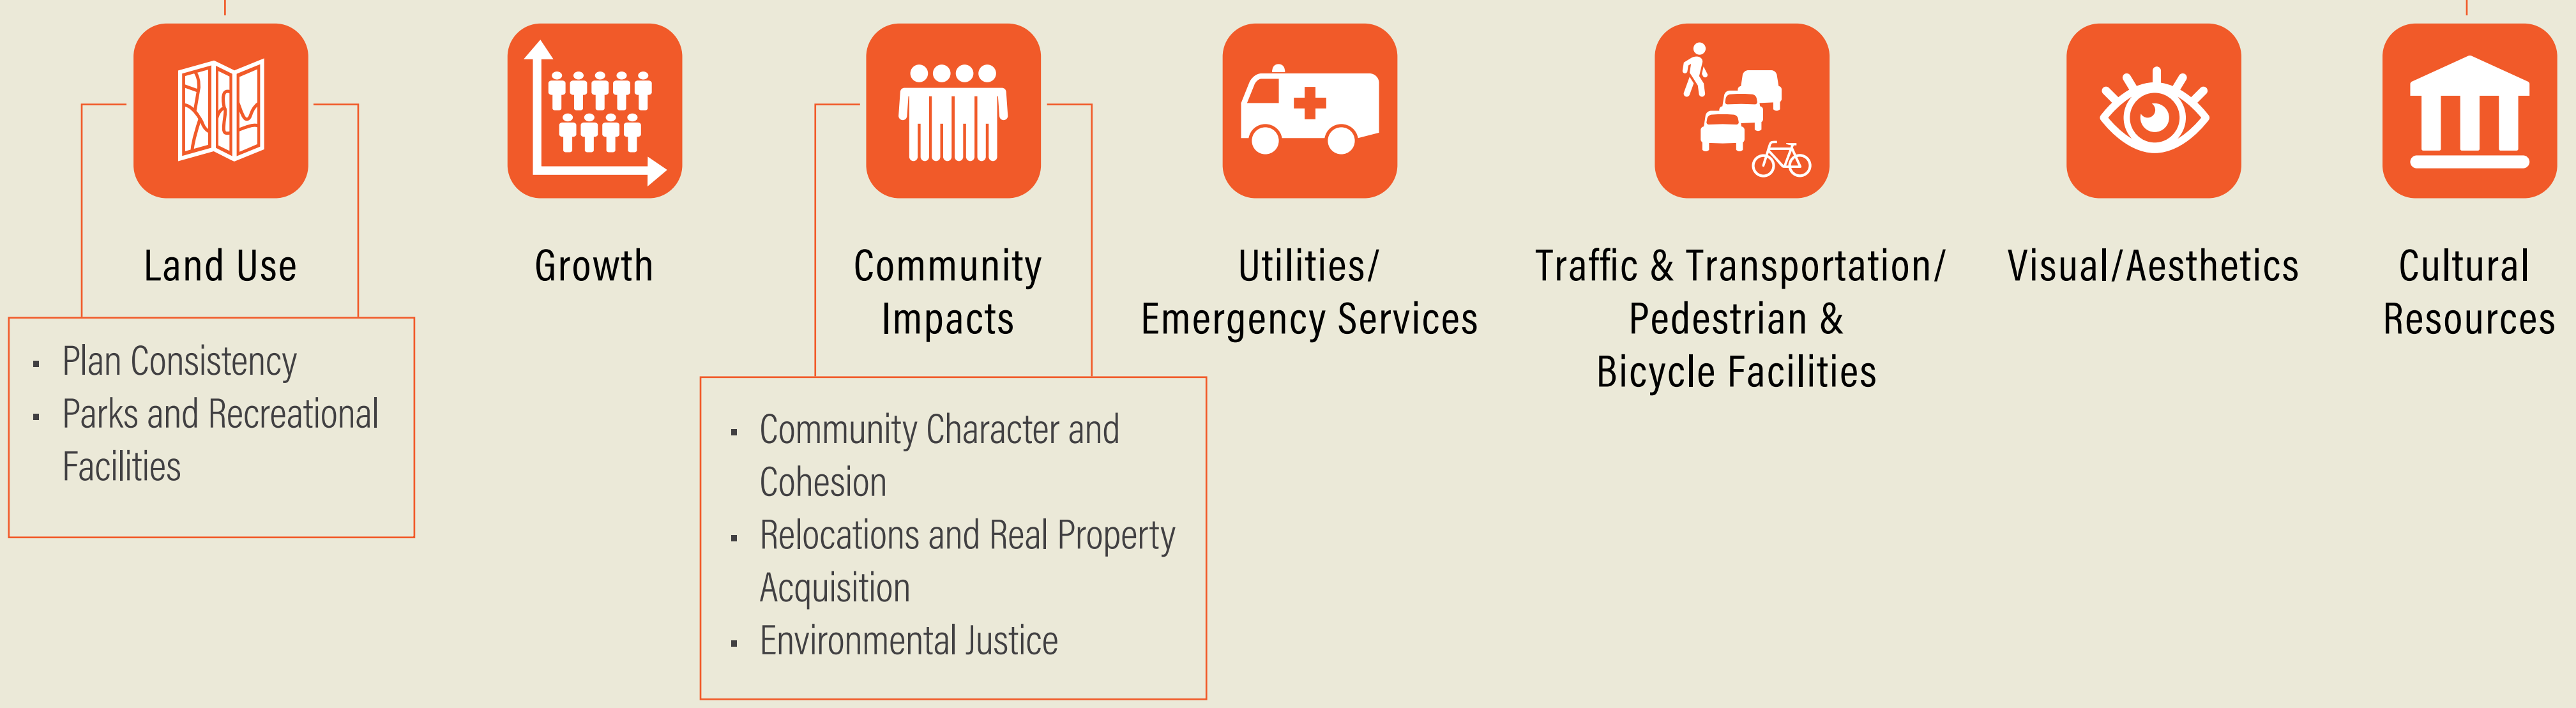 Land Use
▪ Plan Consistency
▪ Parks and Recreational
Facilities
Growth
Community
Impacts
▪ Community Character and
Cohesion
▪ Relocations and Real Property
Acquisition
▪ Environmental Justice
Utilities/
Emergency Services
Traffic & Transportation/
Pedestrian &
Bicycle Facilities
Visual/Aesthetics
Cultural
Resources